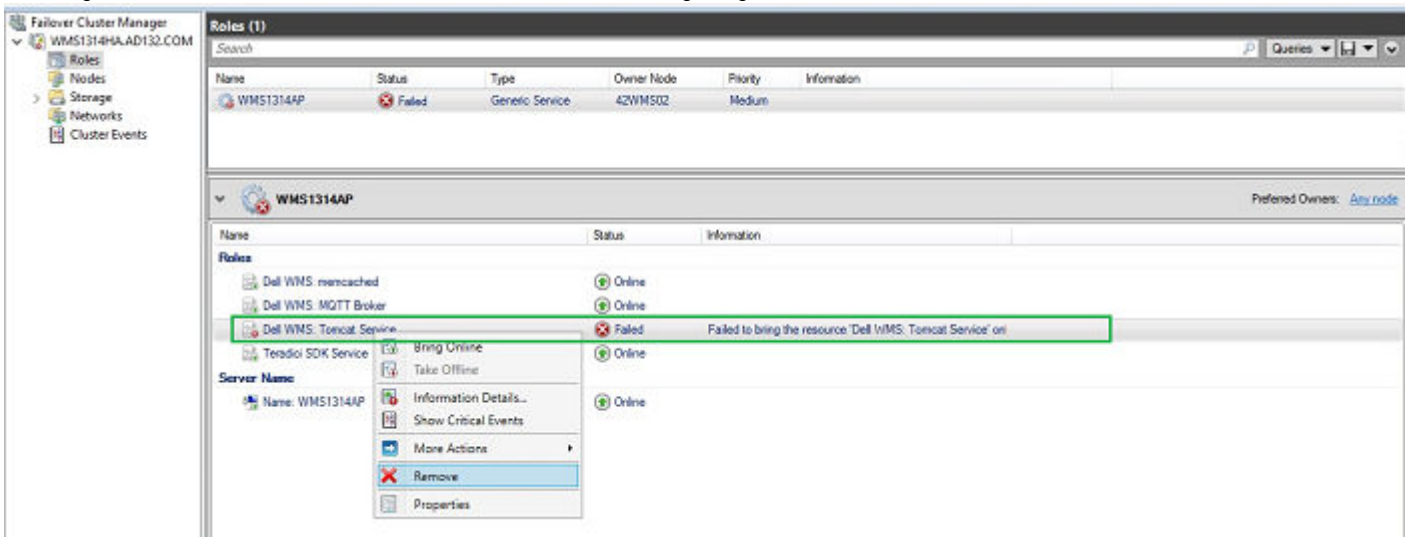 Failover Cluster Manager
WMS1314HA.AD132.COM
Roles
Nodes
Storage
Networks
Cluster Events
Roles (1)
Search
Queries
Name Status Type Owner Node Priority Information
WMS1314AP Failed Generic Service 42WMS02 Medium
WMS1314AP Preferred Owners: Any node
Name Status Information
Roles
Dell WMS: memcached Online
Dell WMS: MQTT Broker Online
Dell WMS: Tomcat Service Failed Failed to bring the resource 'Dell WMS: Tomcat Service' on
Teradici SDK Service Online
Server Name
Name: WMS1314AP Online
Bring Online
Take Offline
Information Details...
Show Critical Events
More Actions
Remove
Properties